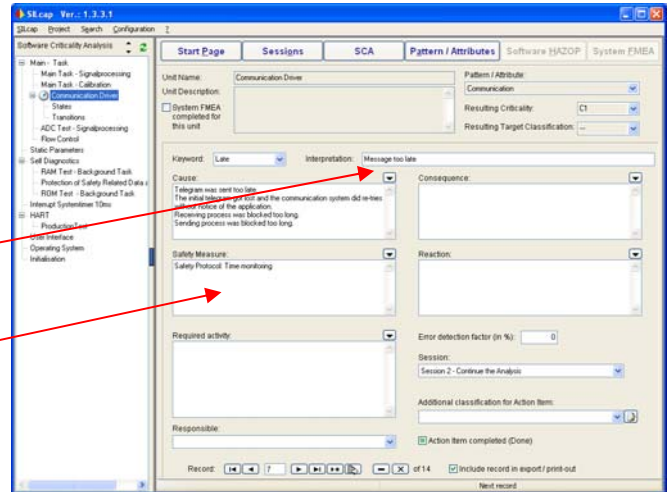 SILcap Ver.: 1.3.3.1
SILcap Project Search Configuration ?
Software Criticality Analysis
Main - Task
Main Task - Signalprocessing
Main Task - Calibration
Communication Driver
States
Transitions
ADC Test - Signalprocessing
Flow Control
Static Parameters
Self Diagnostics
RAM Test - Background Task
Protection of Safety Related Data a
ROM Test - Background Task
Interrupt Systemtimer 10ms
HART
ProductionTest
User Interface
Operating System
Initialisation
Start Page Sessions SCA Pattern / Attributes Software HAZOP System FMEA
Unit Name: Communication Driver
Unit Description:
System FMEA
completed for
this unit
Pattern / Attribute:
Communication
Resulting Criticality: C1
Resulting Target Classification: --
Keyword: Late Interpretation: Message too late
Cause:
Telegram was sent too late.
The initial telegram got lost and the communication system did re-tries
without notice of the application.
Receiving process was blocked too long.
Sending process was blocked too long.
Consequence:
Safety Measure:
Safety Protocol: Time monitoring
Reaction:
Required activity:
Error detection factor (in %): 0
Session:
Session 2 - Continue the Analysis
Additional classification for Action Item:
Responsible:
Action Item completed (Done)
Record: 7 of 14 Include record in export / print-out
Next record